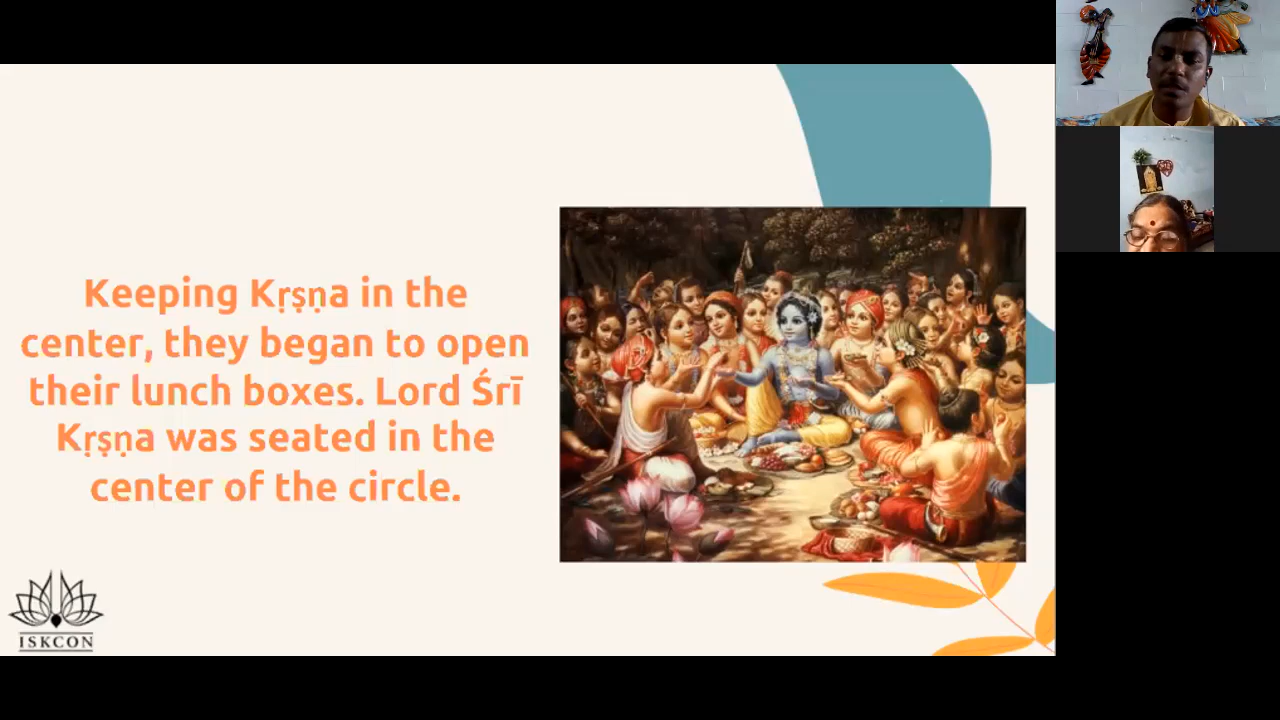 Keeping Kṛṣṇa in the
center, they began to open
their lunch boxes. Lord Śrī
Kṛṣṇa was seated in the
center of the circle.
ISKCON